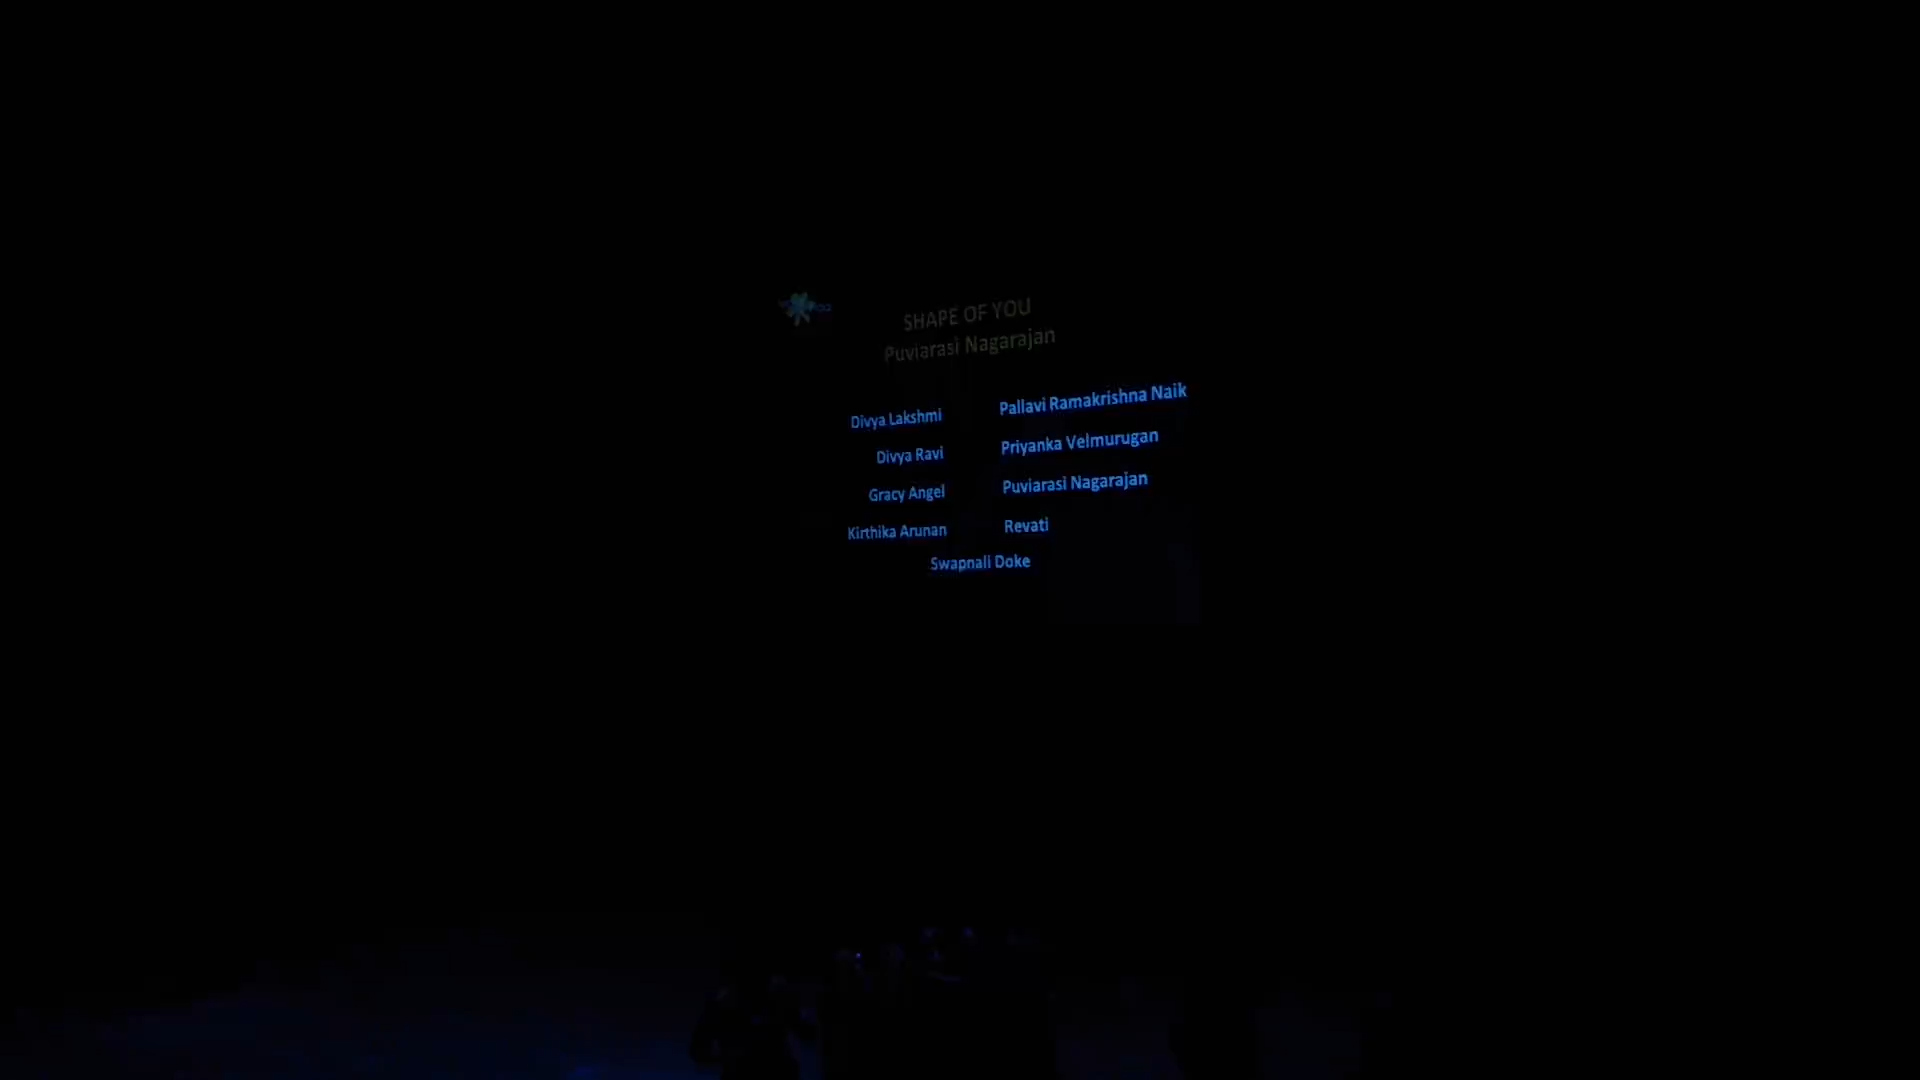 SHAPE OF YOU
Puviarasi Nagarajan
Divya Lakshmi
Pallavi Ramakrishna Naik
Divya Ravi
Priyanka Velmurugan
Gracy Angel
Puviarasi Nagarajan
Kirthika Arunan
Revati
Swapnali Doke